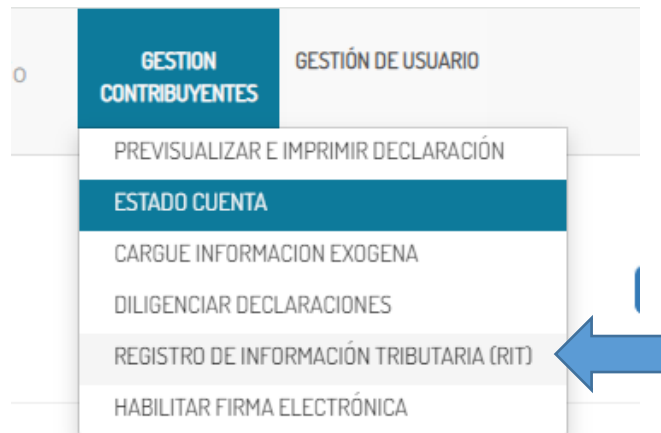 O
GESTION
CONTRIBUYENTES
GESTIÓN DE USUARIO
PREVISUALIZAR E IMPRIMIR DECLARACIÓN
ESTADO CUENTA
CARGUE INFORMACION EXOGENA
DILIGENCIAR DECLARACIONES
REGISTRO DE INFORMACIÓN TRIBUTARIA (RIT)
HABILITAR FIRMA ELECTRÓNICA